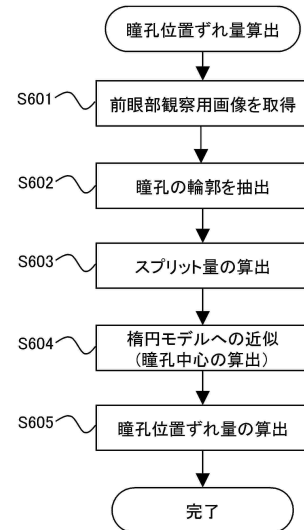 瞳孔位置ずれ量算出
S601
前眼部観察用画像を取得
S602
瞳孔の輪郭を抽出
S603
スプリット量の算出
S604
楕円モデルへの近似
(瞳孔中心の算出)
S605
瞳孔位置ずれ量の算出
完了